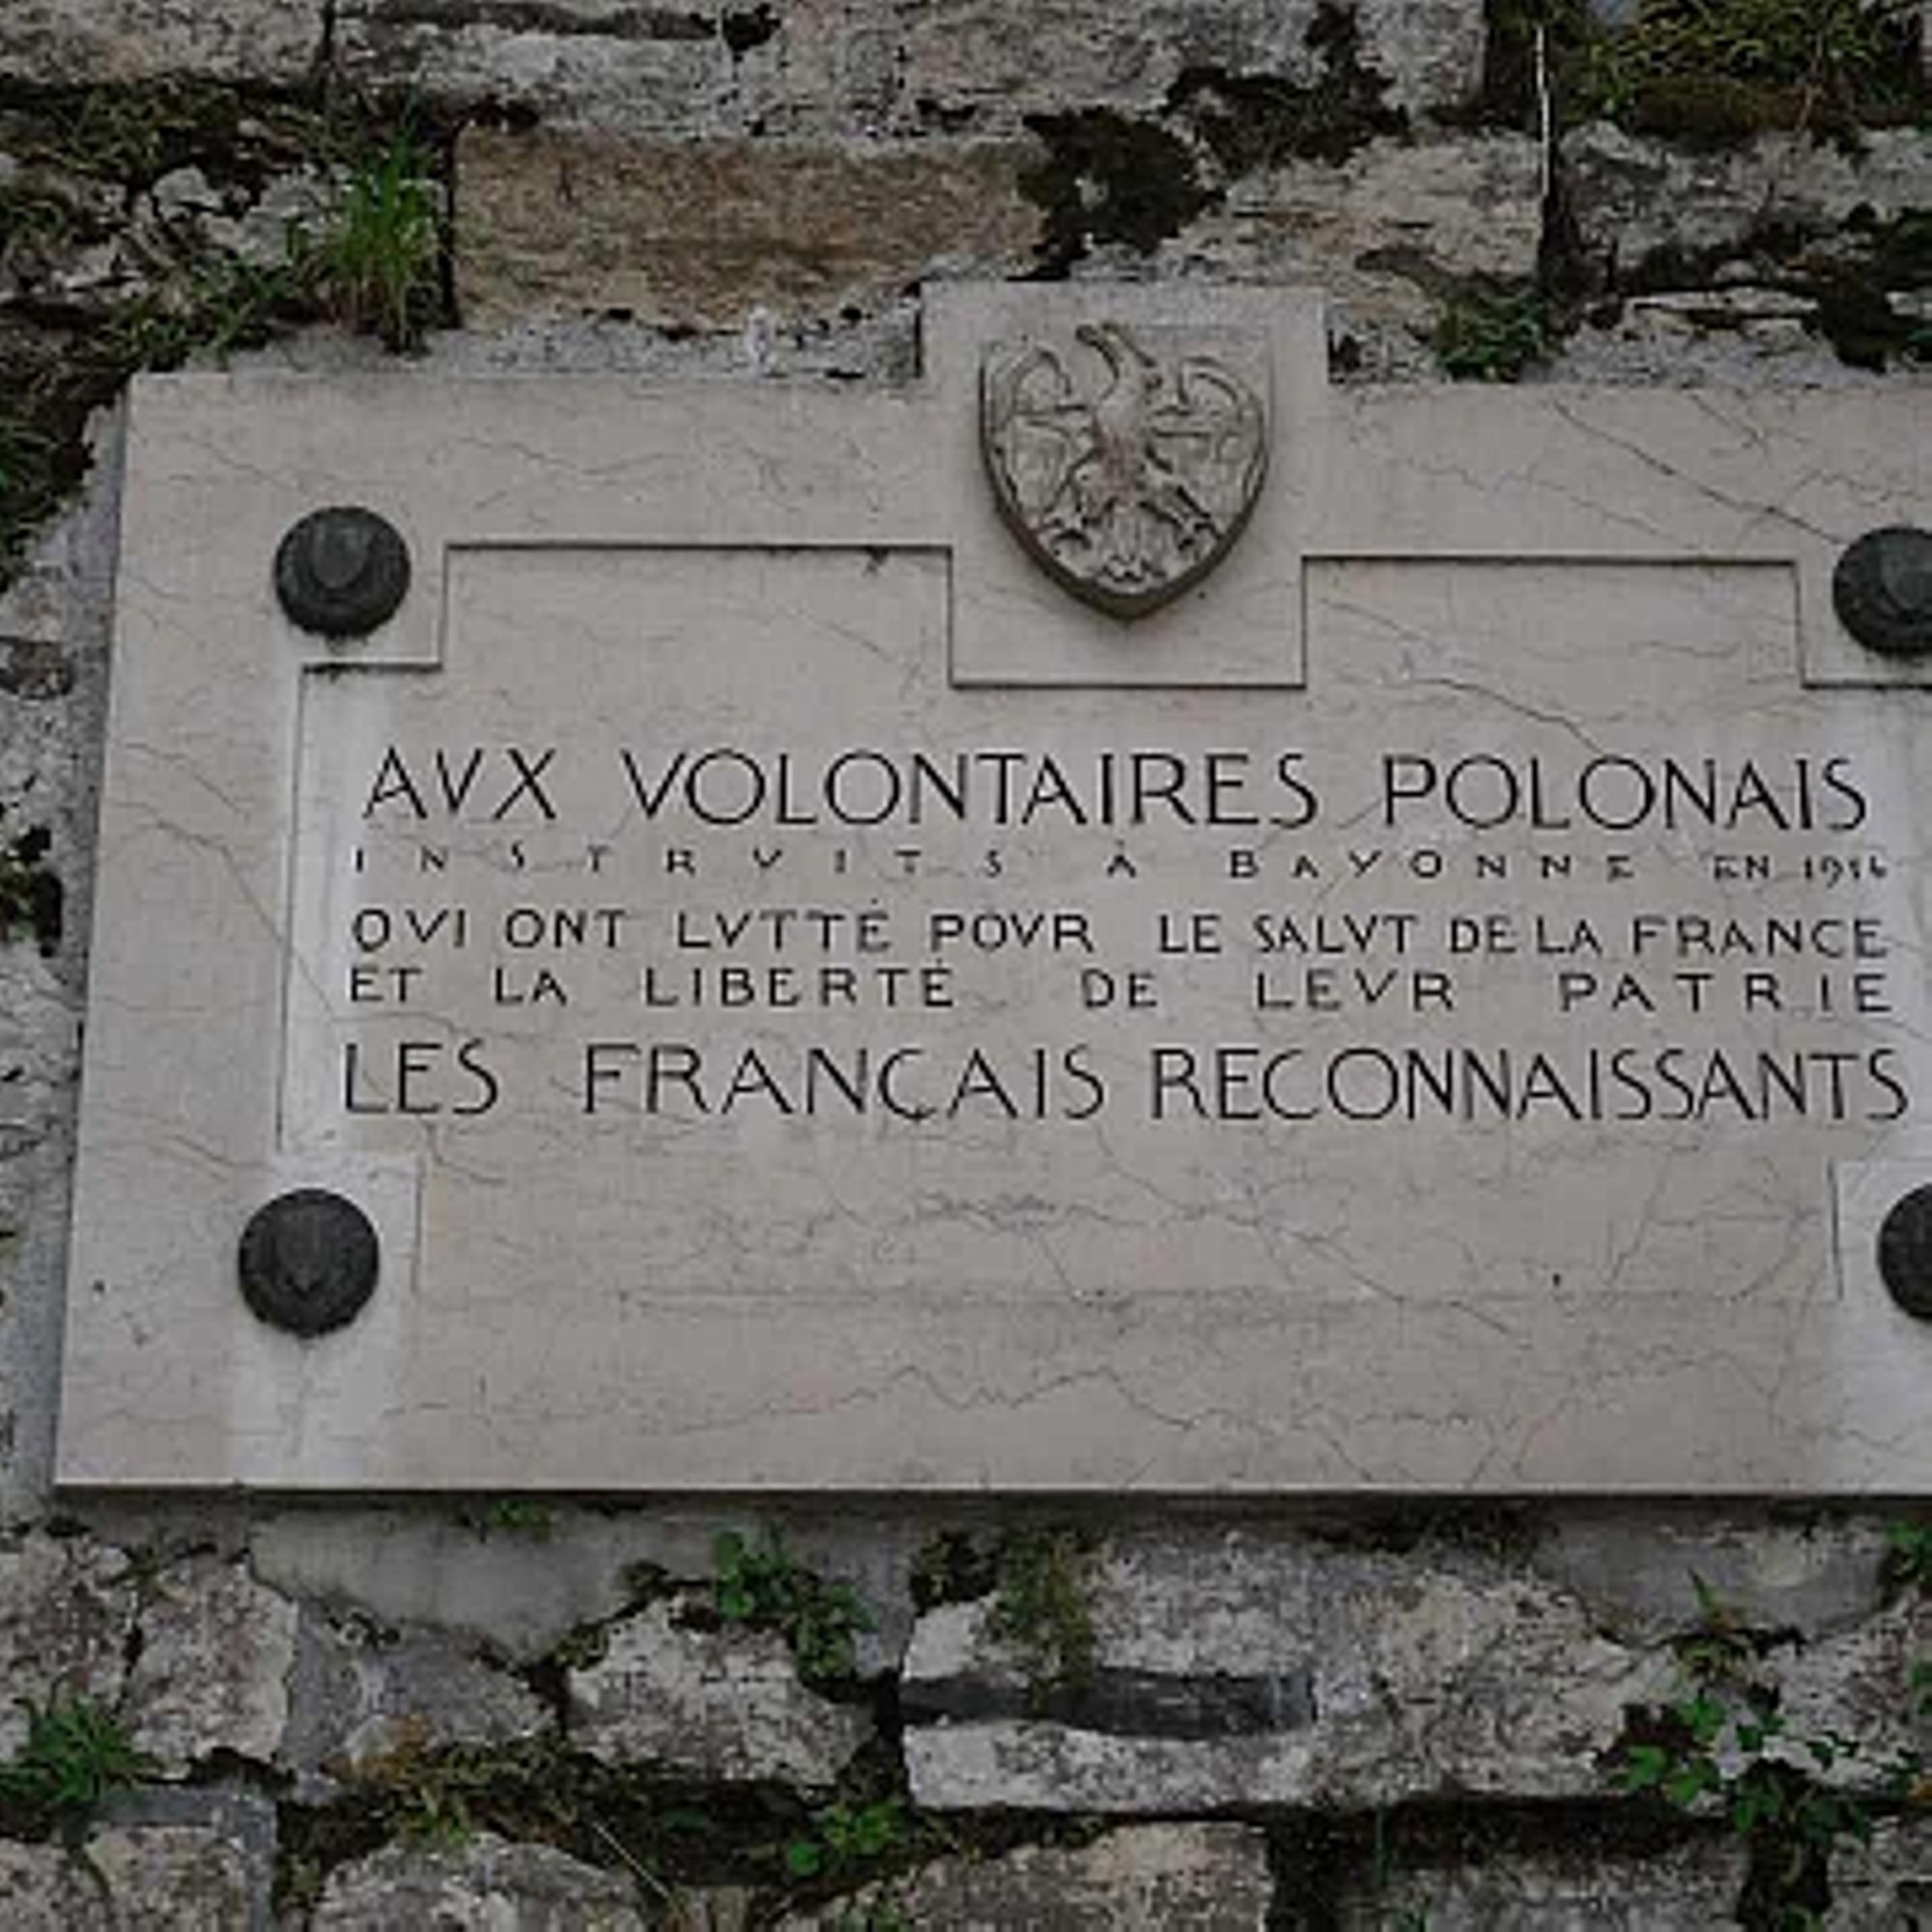 AVX VOLONTAIRES POLONAIS
INSTRVITS À BAYONNE EN 1914
QVI ONT LVTTÉ POVR LE SALVT DE LA FRANCE
ET LA LIBERTÉ DE LEVR PATRIE
LES FRANÇAIS RECONNAISSANTS